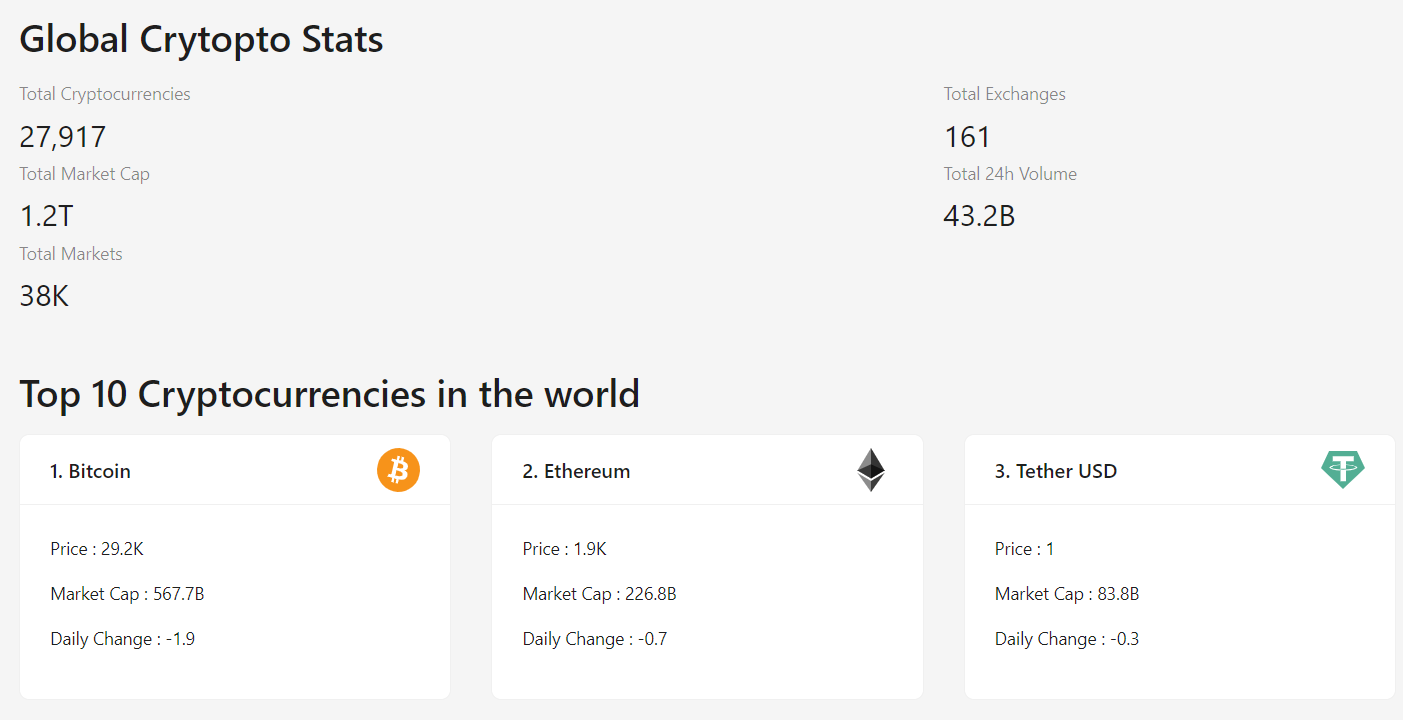 Global Crytopto Stats
Total Cryptocurrencies
27,917
Total Exchanges
161
Total Market Cap
1.2T
Total 24h Volume
43.2B
Total Markets
38K
Top 10 Cryptocurrencies in the world
1. Bitcoin
Price : 29.2K
Market Cap : 567.7B
Daily Change : -1.9
2. Ethereum
Price : 1.9K
Market Cap : 226.8B
Daily Change : -0.7
3. Tether USD
Price : 1
Market Cap : 83.8B
Daily Change : -0.3